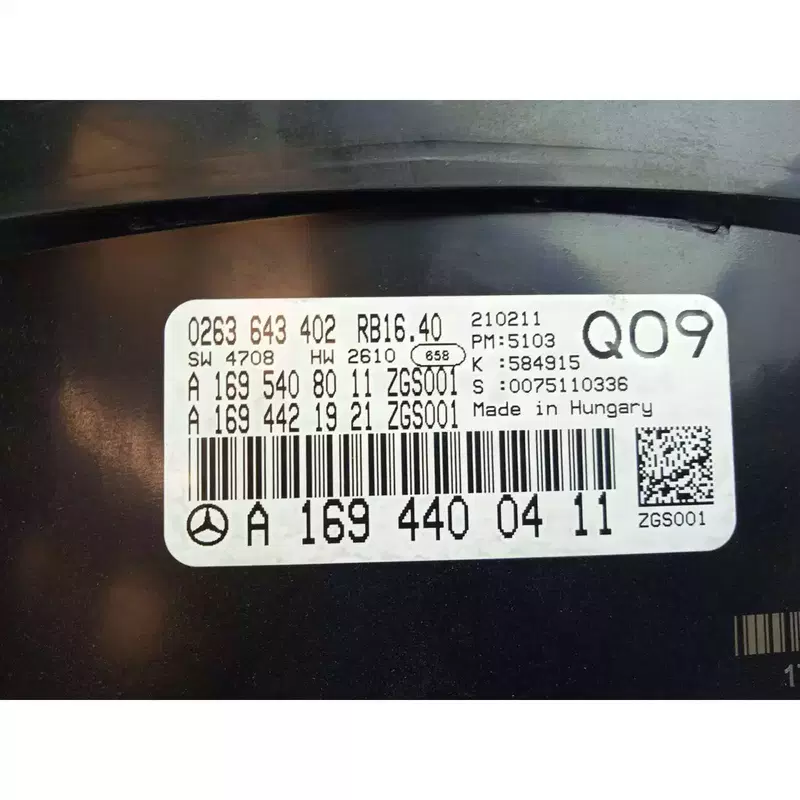 0263 643 402 RB16.40
SW 4708 HW 2610 658
A 169 540 80 11 ZGS001
A 169 442 19 21 ZGS001
210211
PM:5103
K :584915
S :0075110336
Made in Hungary
Q09
A 169 440 04 11
ZGS001